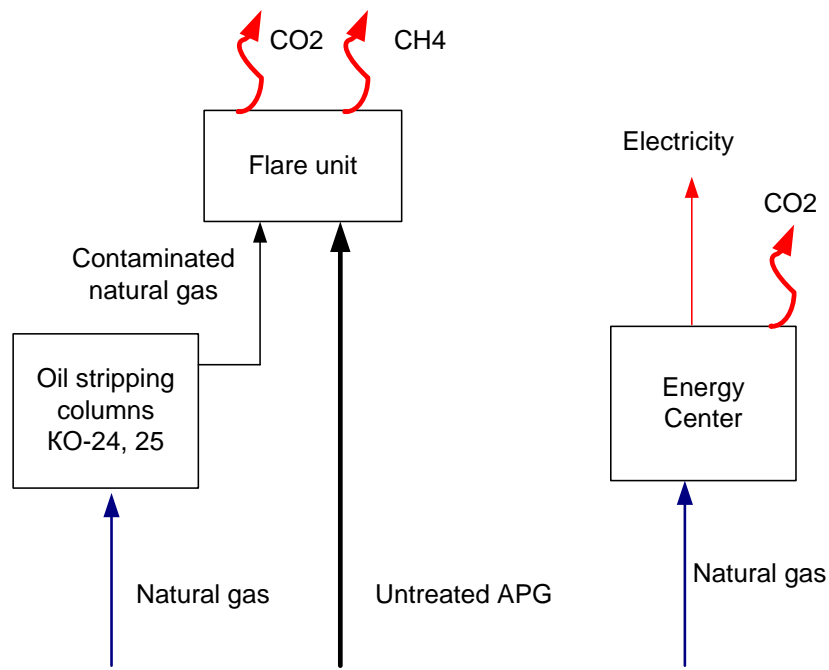 CO2
CH4
Flare unit
Electricity
CO2
Contaminated
natural gas
Oil stripping
columns
КО-24, 25
Energy
Center
Natural gas
Untreated APG
Natural gas